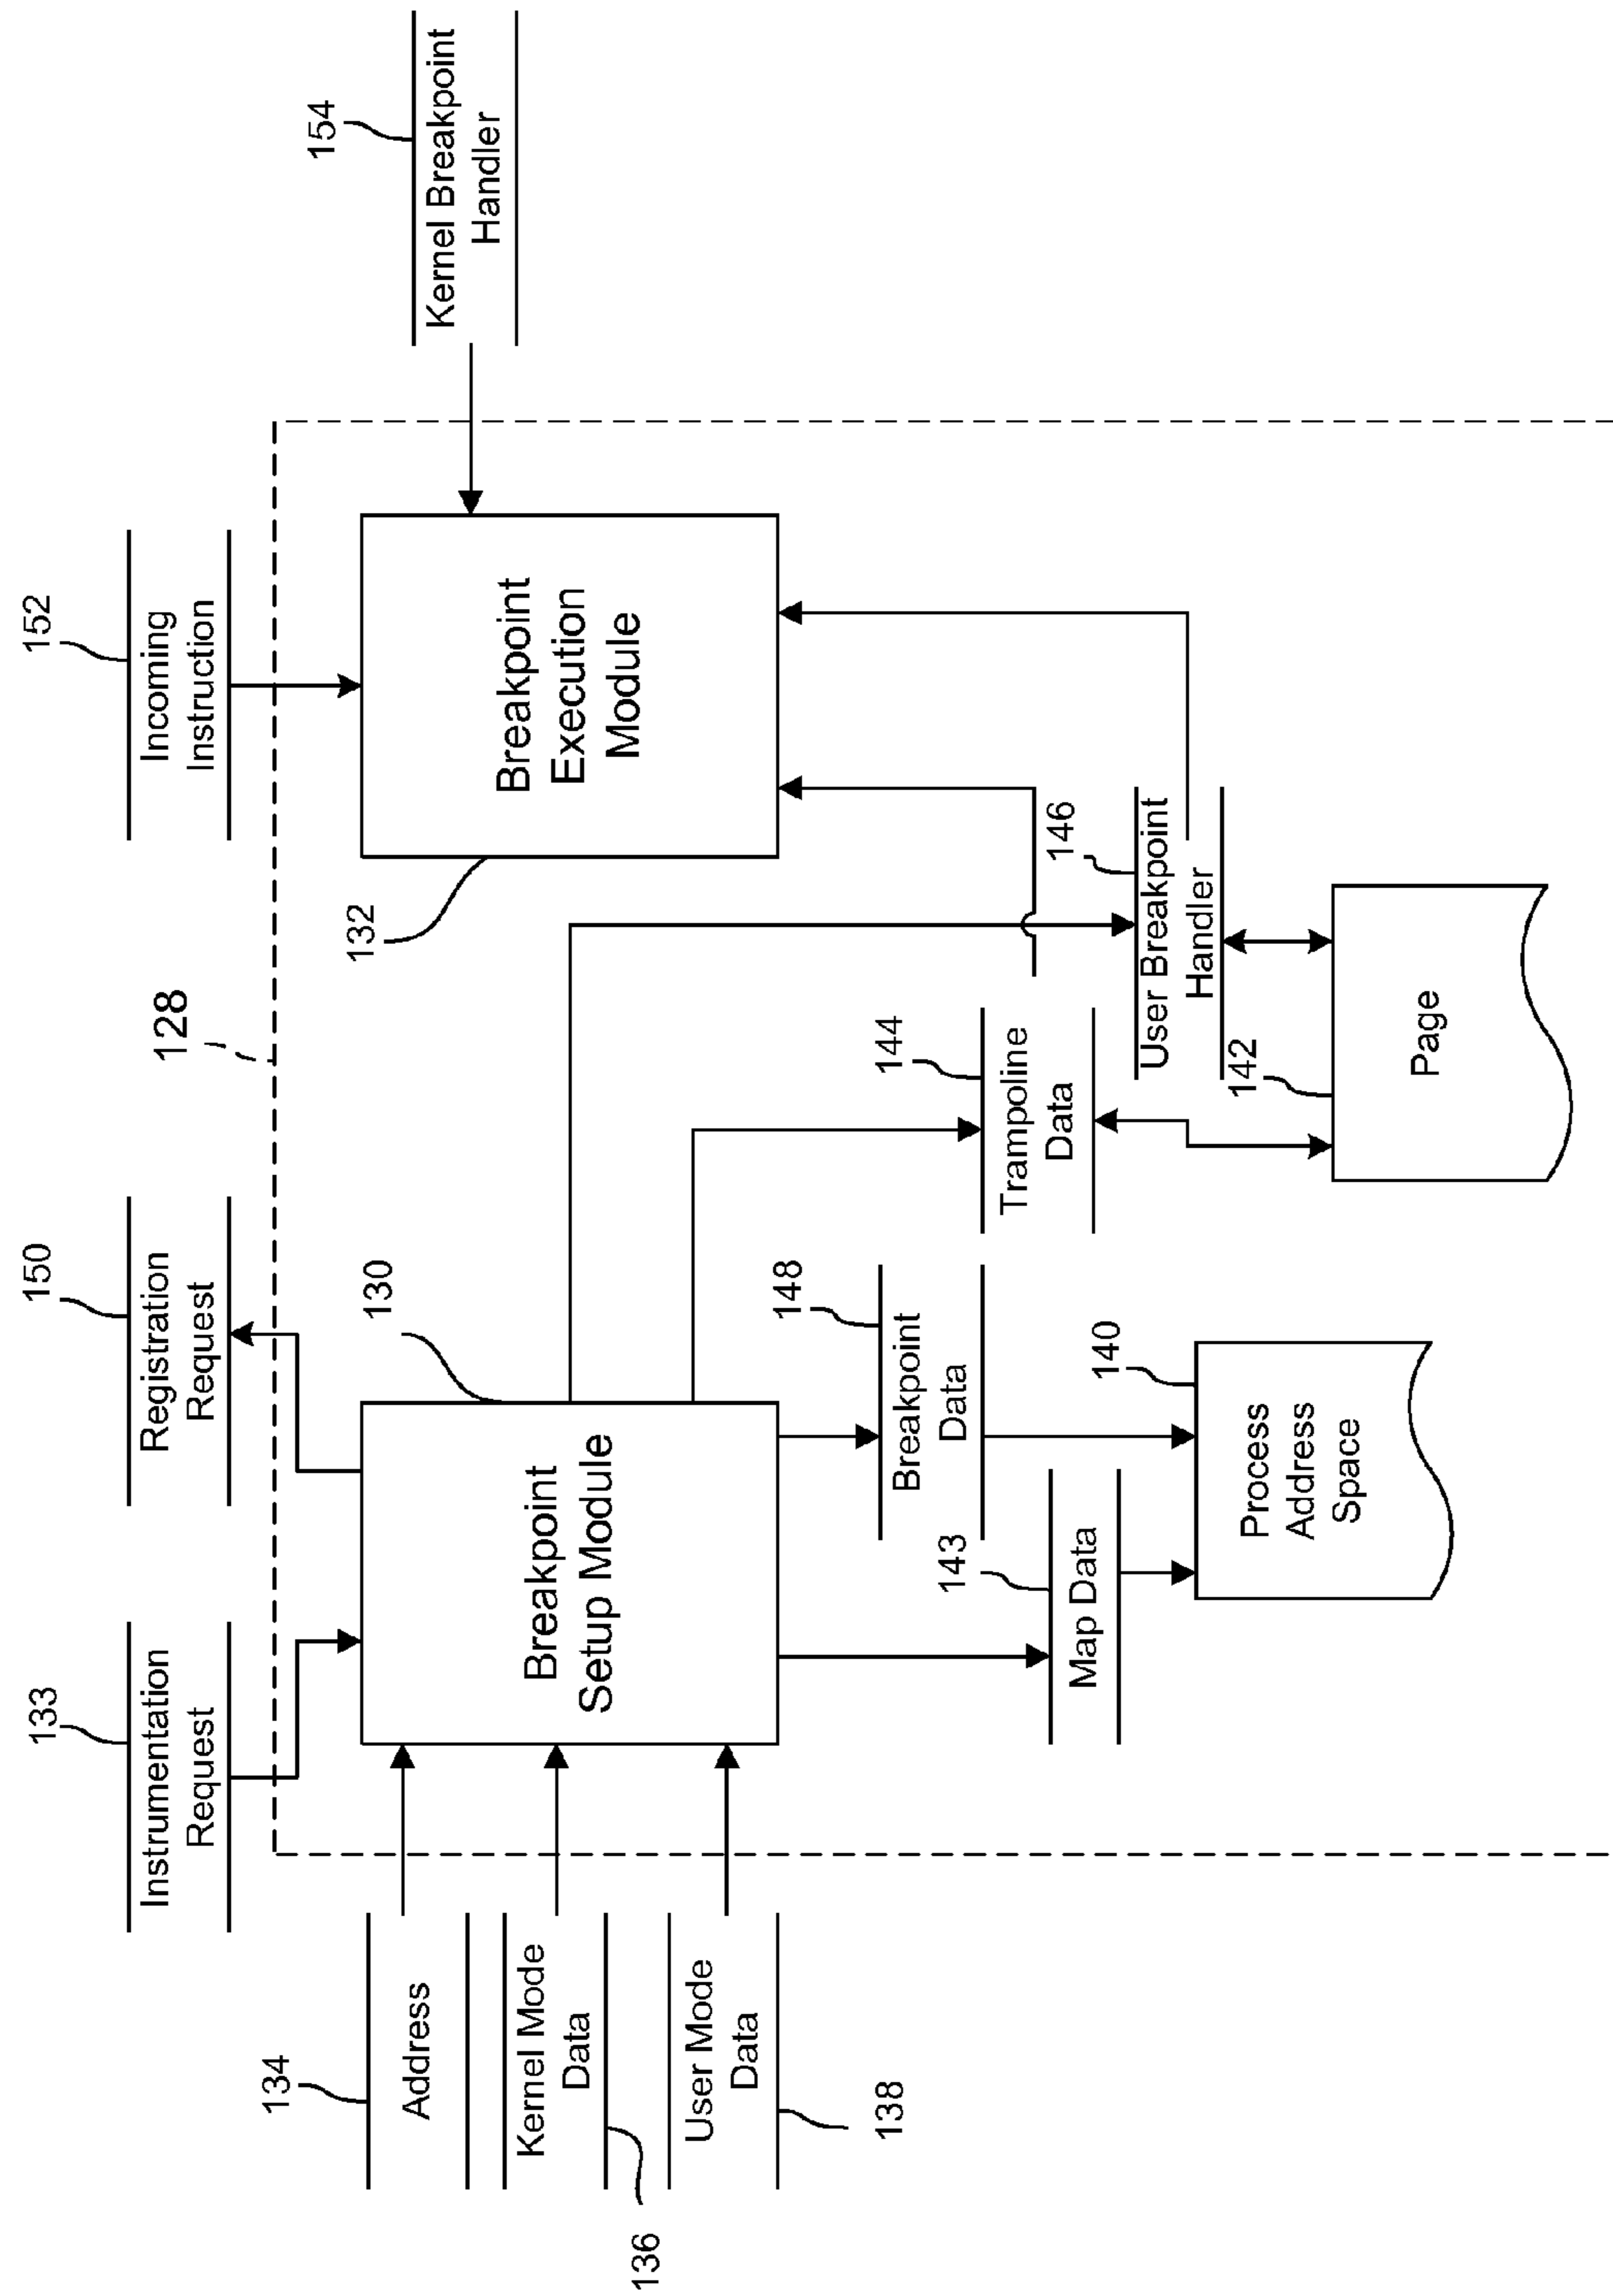 133
Instrumentation
Request
150
Registration
Request
152
Incoming
Instruction
128
134
Address
Kernel Mode
Data
136
User Mode
Data
138
130
Breakpoint
Setup Module
132
Breakpoint
Execution
Module
154
Kernel Breakpoint
Handler
143
Map Data
148
Breakpoint
Data
144
Trampoline
Data
146
User Breakpoint
Handler
140
Process
Address
Space
142
Page